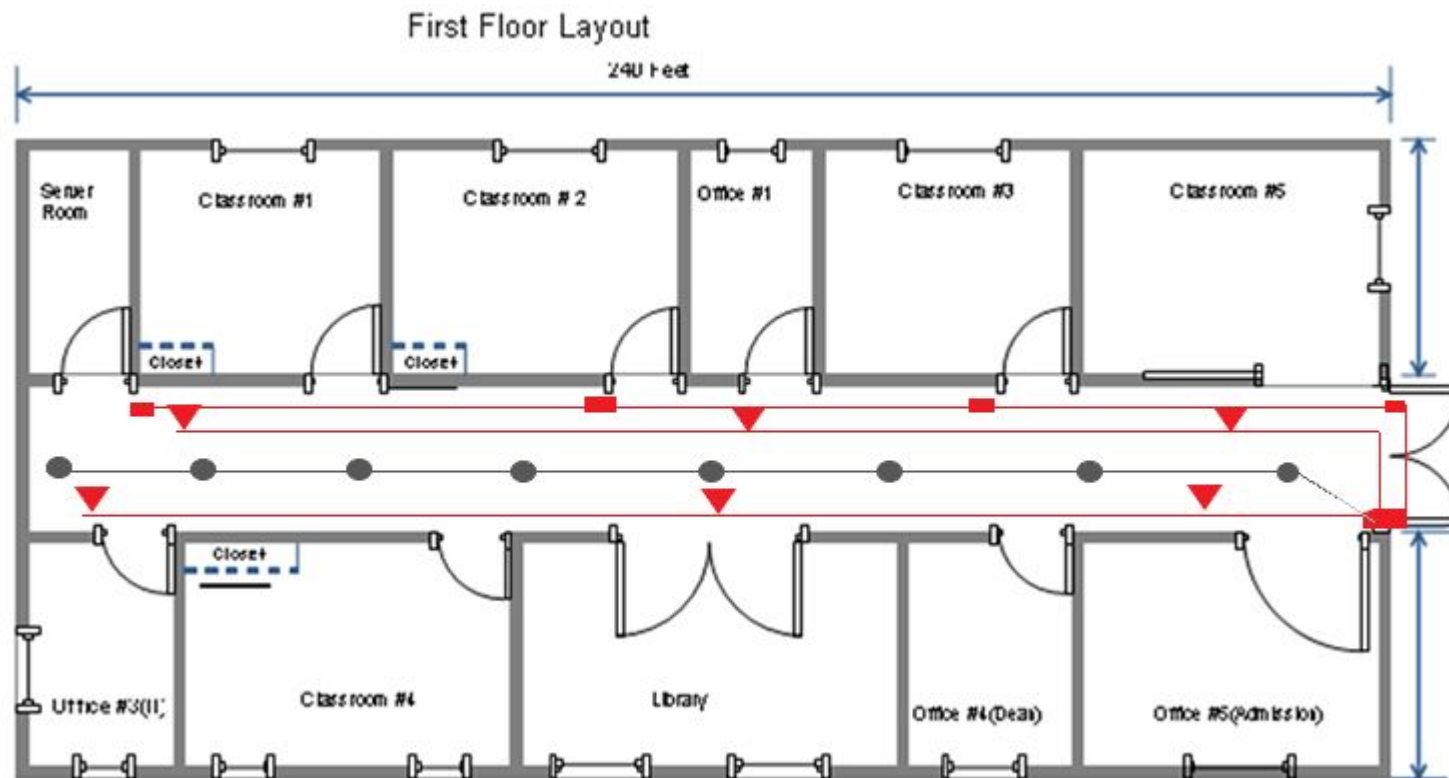 First Floor Layout
240 Feet
Server
Room
Classroom #1
Classroom # 2
Office #1
Classroom #3
Classroom #5
Closet
Closet
Closet
Office #3(IT)
Classroom #4
Library
Office #4(Dean)
Office #5(Admission)